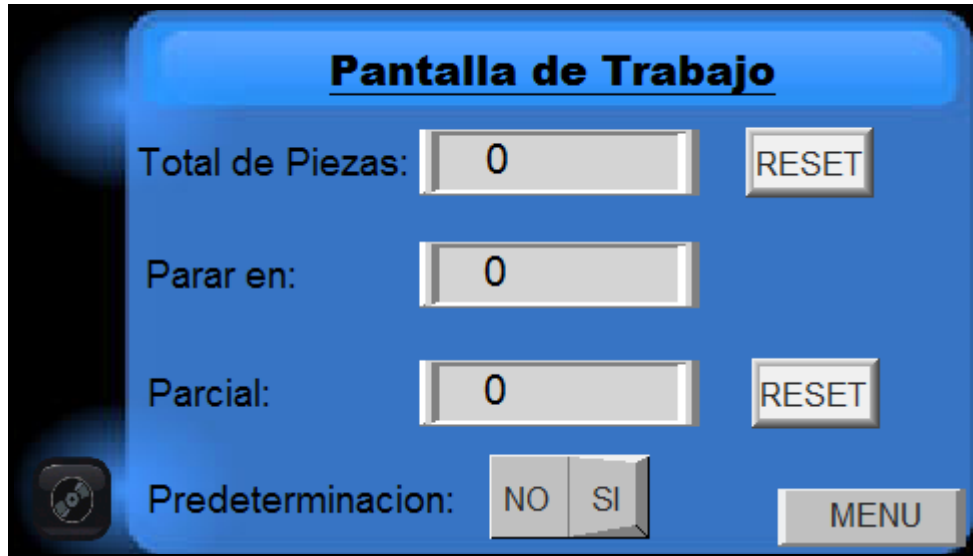 Pantalla de Trabajo
Total de Piezas: 0 RESET
Parar en: 0
Parcial: 0 RESET
Predeterminacion: NO SI
MENU